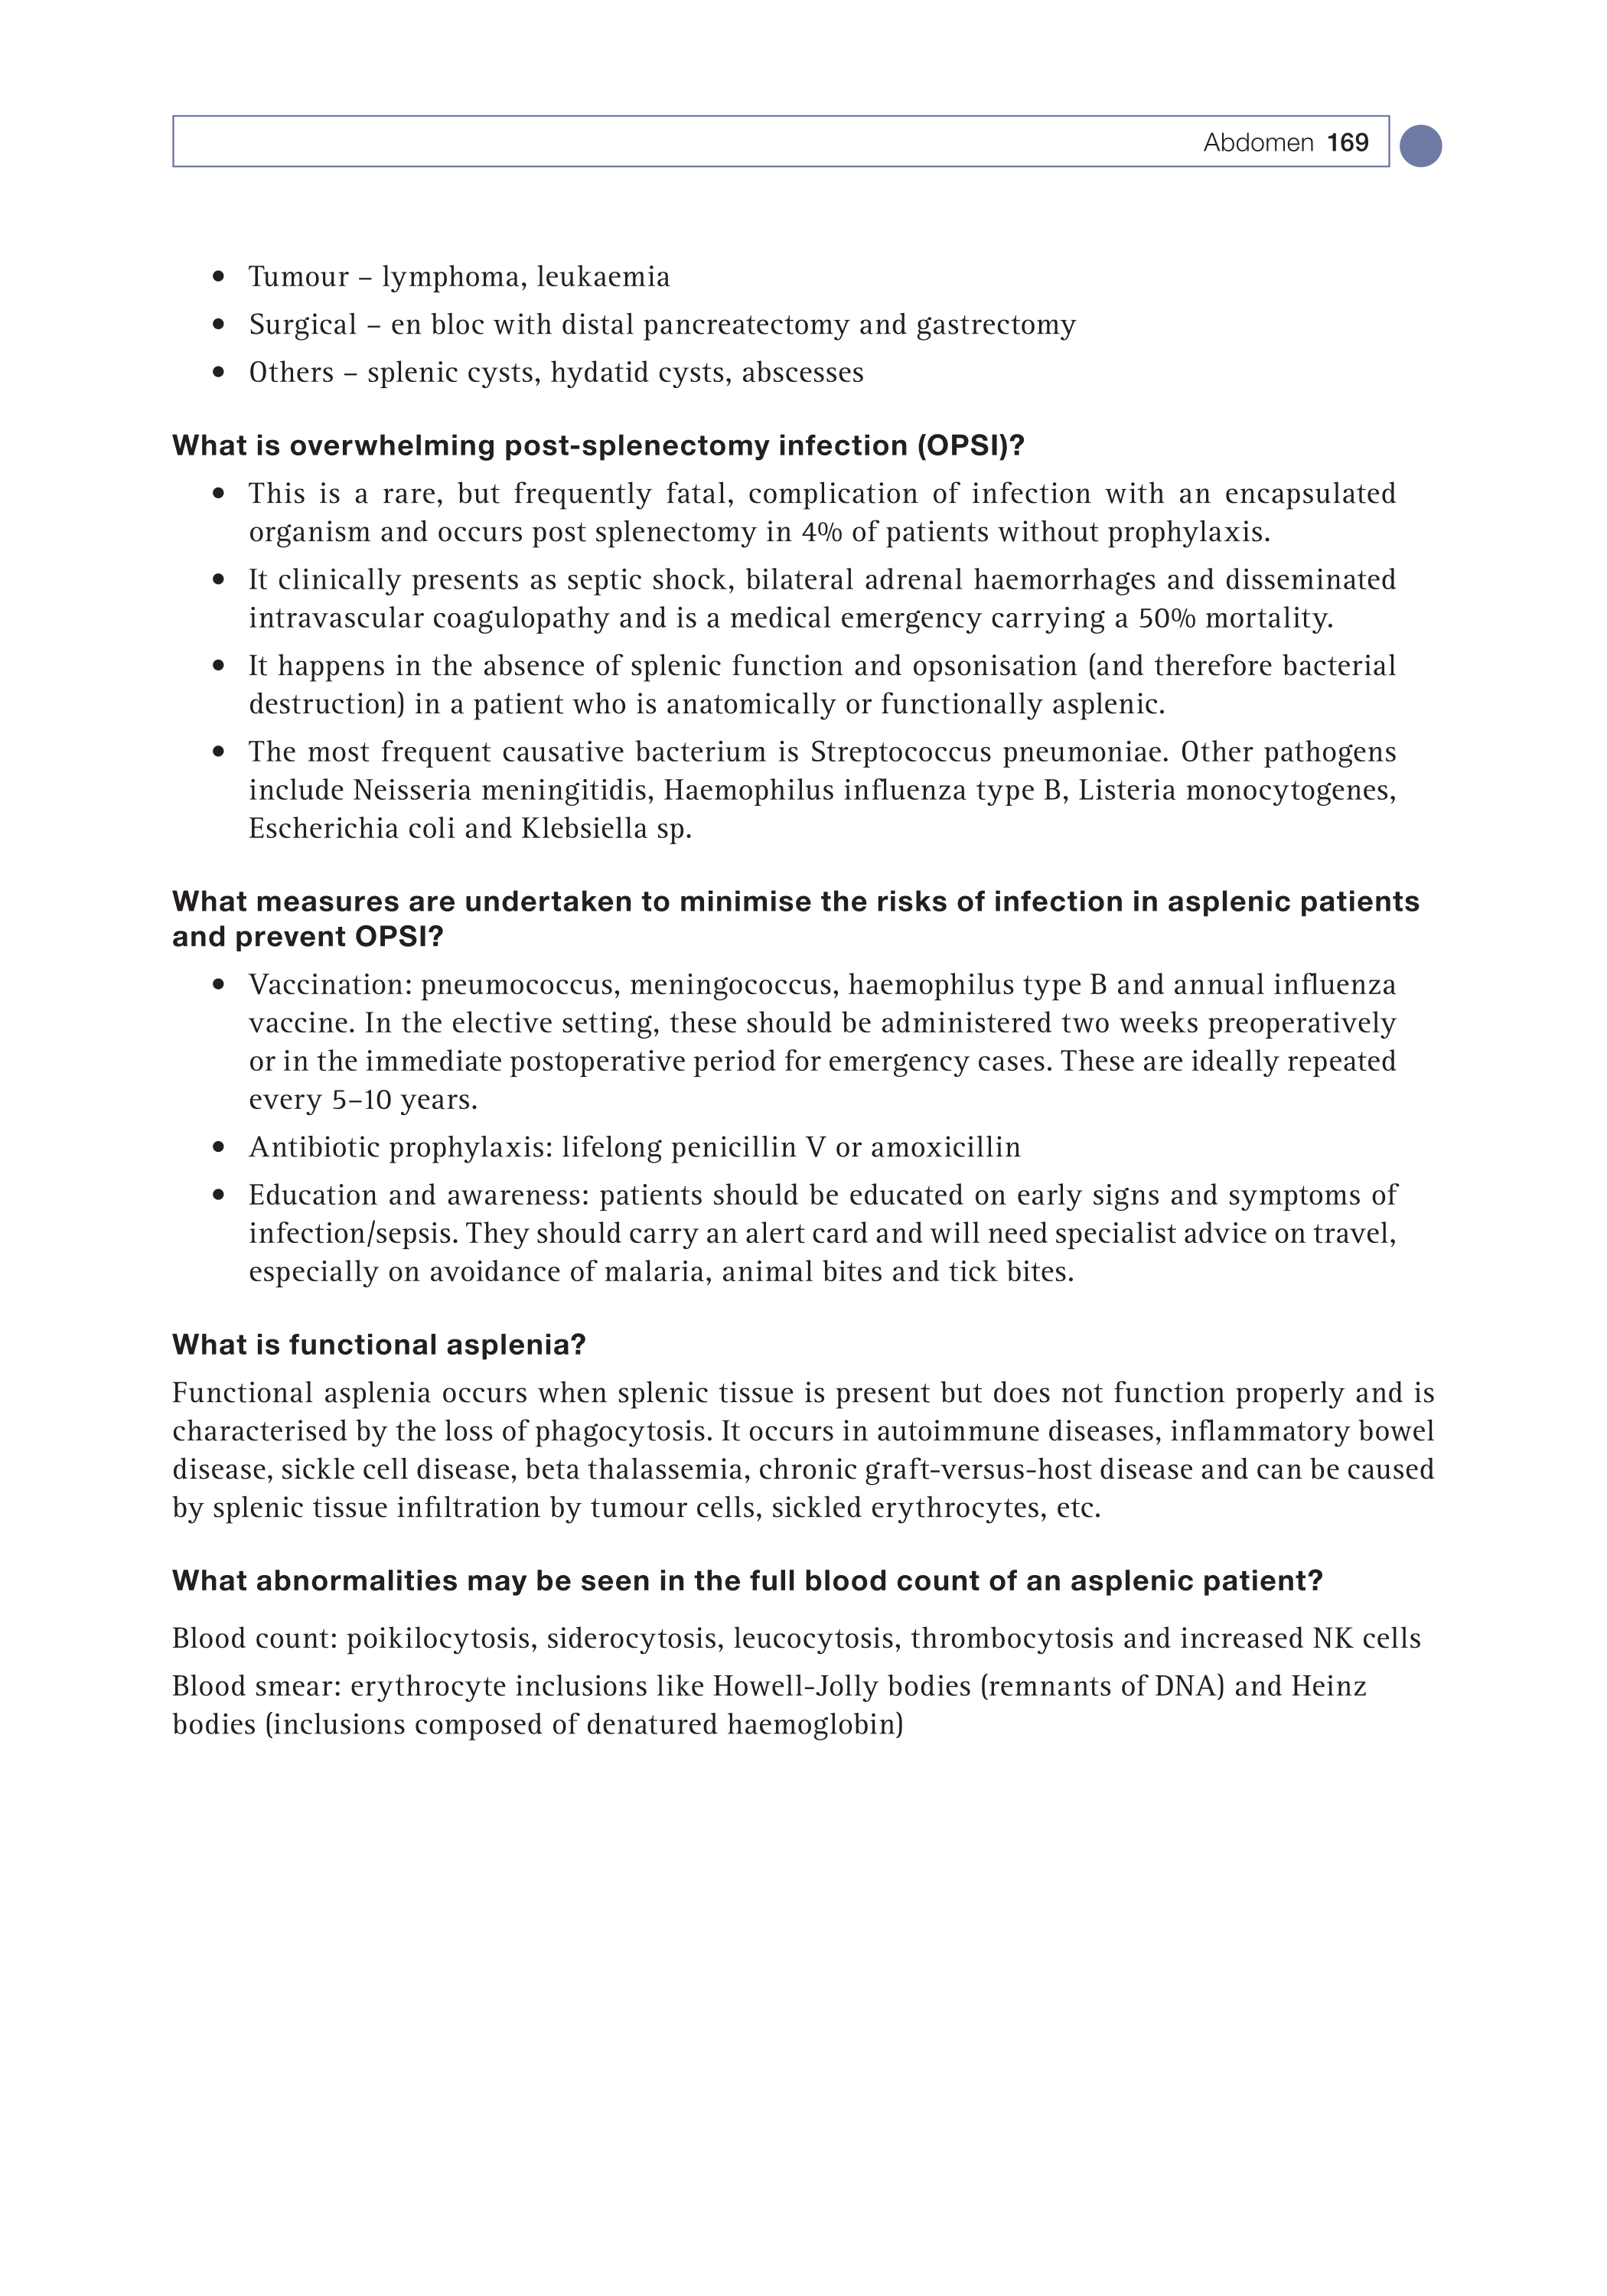 Abdomen 169
• Tumour – lymphoma, leukaemia
• Surgical – en bloc with distal pancreatectomy and gastrectomy
• Others – splenic cysts, hydatid cysts, abscesses
What is overwhelming post-splenectomy infection (OPSI)?
• This is a rare, but frequently fatal, complication of infection with an encapsulated
organism and occurs post splenectomy in 4% of patients without prophylaxis.
• It clinically presents as septic shock, bilateral adrenal haemorrhages and disseminated
intravascular coagulopathy and is a medical emergency carrying a 50% mortality.
• It happens in the absence of splenic function and opsonisation (and therefore bacterial
destruction) in a patient who is anatomically or functionally asplenic.
• The most frequent causative bacterium is Streptococcus pneumoniae. Other pathogens
include Neisseria meningitidis, Haemophilus influenza type B, Listeria monocytogenes,
Escherichia coli and Klebsiella sp.
What measures are undertaken to minimise the risks of infection in asplenic patients
and prevent OPSI?
• Vaccination: pneumococcus, meningococcus, haemophilus type B and annual influenza
vaccine. In the elective setting, these should be administered two weeks preoperatively
or in the immediate postoperative period for emergency cases. These are ideally repeated
every 5–10 years.
• Antibiotic prophylaxis: lifelong penicillin V or amoxicillin
• Education and awareness: patients should be educated on early signs and symptoms of
infection/sepsis. They should carry an alert card and will need specialist advice on travel,
especially on avoidance of malaria, animal bites and tick bites.
What is functional asplenia?
Functional asplenia occurs when splenic tissue is present but does not function properly and is
characterised by the loss of phagocytosis. It occurs in autoimmune diseases, inflammatory bowel
disease, sickle cell disease, beta thalassemia, chronic graft-versus-host disease and can be caused
by splenic tissue infiltration by tumour cells, sickled erythrocytes, etc.
What abnormalities may be seen in the full blood count of an asplenic patient?
Blood count: poikilocytosis, siderocytosis, leucocytosis, thrombocytosis and increased NK cells
Blood smear: erythrocyte inclusions like Howell-Jolly bodies (remnants of DNA) and Heinz
bodies (inclusions composed of denatured haemoglobin)